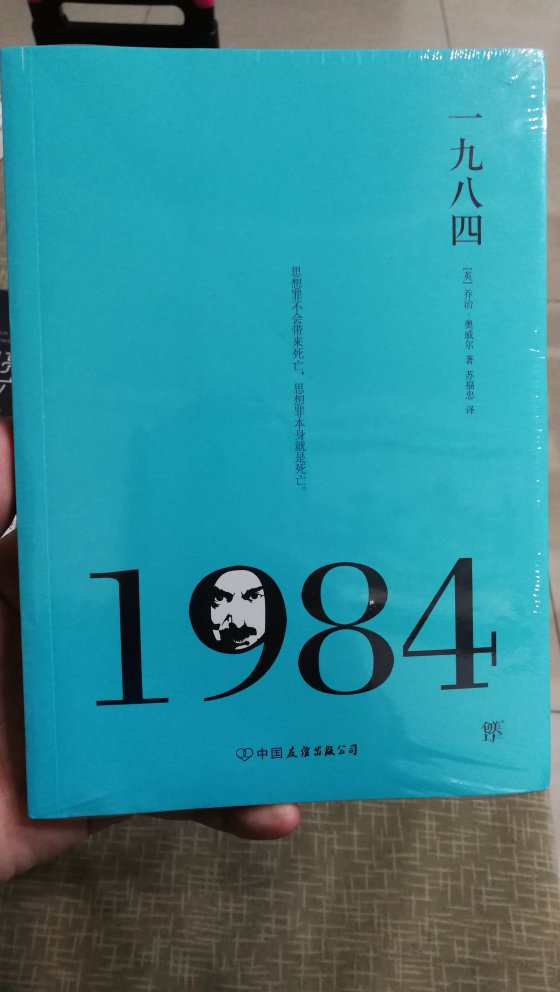 一九八四
[英] 乔治·奥威尔 著 苏福忠 译
思想罪不会带来死亡，思想罪本身就是死亡。
1984
中国友谊出版公司